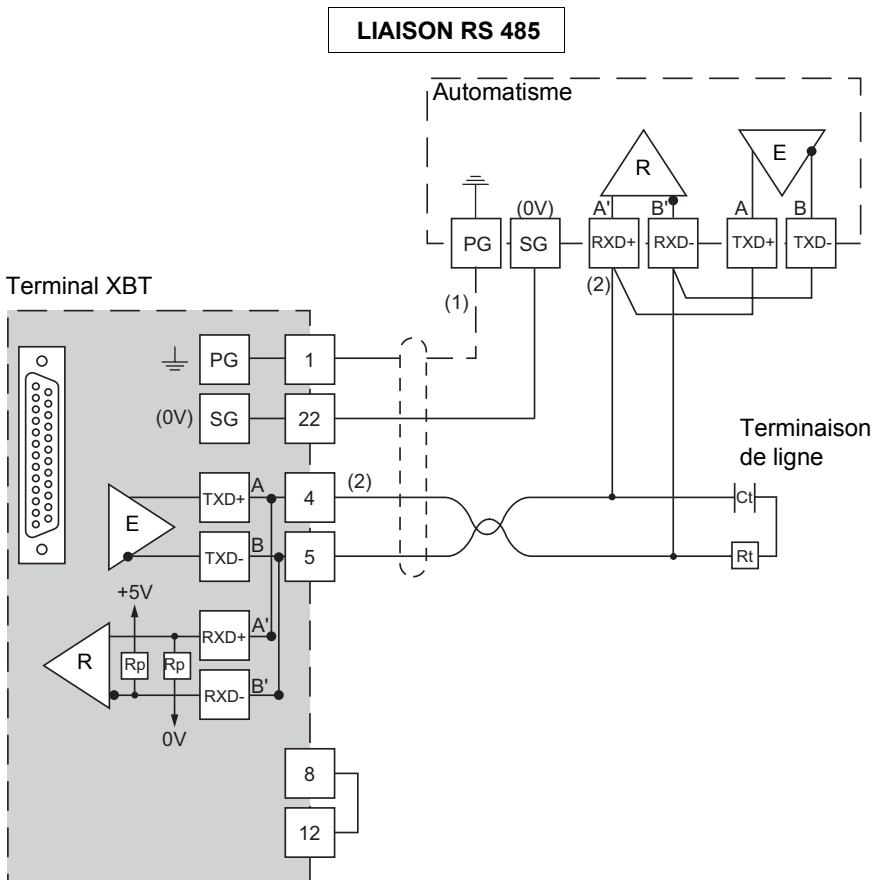 LIAISON RS 485
Automatisme
R
E
(0V)
A'
B'
A
B
PG
SG
RXD+
RXD-
TXD+
TXD-
(1)
(2)
Terminal XBT
PG
1
(0V)
SG
22
Terminaison
de ligne
TXD+
A
4
(2)
Ct
E
TXD-
B
5
Rt
+5V
RXD+
A'
R
Rp
Rp
RXD-
B'
0V
8
12